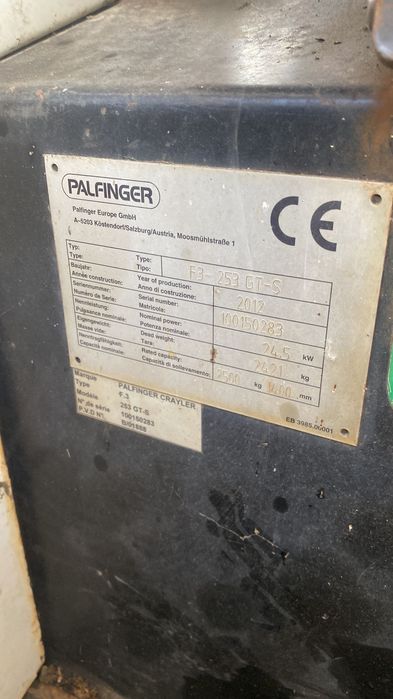 PALFINGER
CE
Palfinger Europe GmbH
A–5203 Köstendorf/Salzburg/Austria, Moosmühlstraße 1
Typ: Type:
Type: Tipo: F3- 253 GT-S
Baujahr: Year of production:
Année construction: Anno di costruzione: 2012
Seriennummer: Serial number:
Numéro de Serie: Matricola: 100150283
Nennleistung: Nominal power:
Puissance nominale: Potenza nominale: 24.5 kW
Eigengewicht: Dead weight:
Masse vide: Tara: 2421 kg
Nenntragfähigkeit: Rated capacity:
Capacité nominale: Capacità di sollevamento: 2500 kg mm
EB 3985.00001
Marque PALFINGER CRAYLER
Type F.3
Modèle 253 GT-S
N° de série 100150283
P.V.D N°.